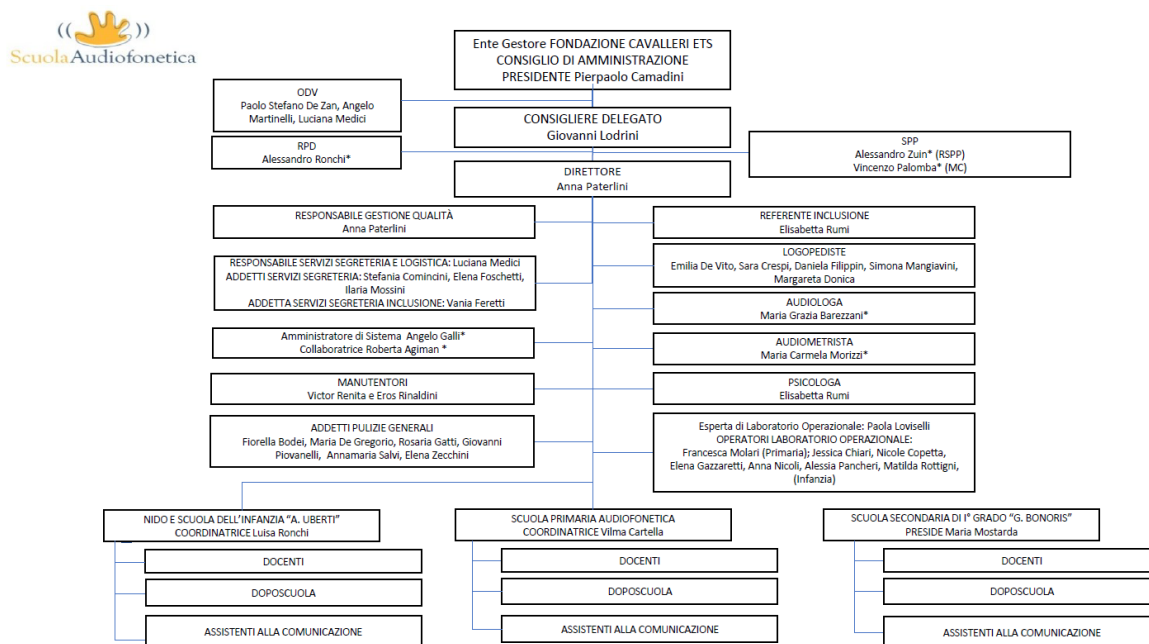 ScuolaAudiofonetica
Ente Gestore FONDAZIONE CAVALLERI ETS
CONSIGLIO DI AMMINISTRAZIONE
PRESIDENTE Pierpaolo Camadini
ODV
Paolo Stefano De Zan, Angelo
Martinelli, Luciana Medici
CONSIGLIERE DELEGATO
Giovanni Lodrini
RPD
Alessandro Ronchi*
SPP
Alessandro Zuin* (RSPP)
Vincenzo Palomba* (MC)
DIRETTORE
Anna Paterlini
RESPONSABILE GESTIONE QUALITÀ
Anna Paterlini
REFERENTE INCLUSIONE
Elisabetta Rumi
RESPONSABILE SERVIZI SEGRETERIA E LOGISTICA: Luciana Medici
ADDETTI SERVIZI SEGRETERIA: Stefania Comincini, Elena Foschetti,
Ilaria Mossini
ADDETTA SERVIZI SEGRETERIA INCLUSIONE: Vania Feretti
LOGOPEDISTE
Emilia De Vito, Sara Crespi, Daniela Filippin, Simona Mangiavini,
Margareta Donica
AUDIOLOGA
Maria Grazia Barezzani*
Amministratore di Sistema Angelo Galli*
Collaboratrice Roberta Agiman *
AUDIOMETRISTA
Maria Carmela Morizzi*
MANUTENTORI
Victor Renita e Eros Rinaldini
PSICOLOGA
Elisabetta Rumi
ADDETTI PULIZIE GENERALI
Fiorella Bodei, Maria De Gregorio, Rosaria Gatti, Giovanni
Piovanelli, Annamaria Salvi, Elena Zecchini
Esperta di Laboratorio Operazionale: Paola Loviselli
OPERATORI LABORATORIO OPERAZIONALE:
Francesca Molari (Primaria); Jessica Chiari, Nicole Copetta,
Elena Gazzaretti, Anna Nicoli, Alessia Pancheri, Matilda Rottigni,
(Infanzia)
NIDO E SCUOLA DELL'INFANZIA "A. UBERTI"
COORDINATRICE Luisa Ronchi
DOCENTI
DOPOSCUOLA
ASSISTENTI ALLA COMUNICAZIONE
SCUOLA PRIMARIA AUDIOFONETICA
COORDINATRICE Vilma Cartella
DOCENTI
DOPOSCUOLA
ASSISTENTI ALLA COMUNICAZIONE
SCUOLA SECONDARIA DI I° GRADO "G. BONORIS"
PRESIDE Maria Mostarda
DOCENTI
DOPOSCUOLA
ASSISTENTI ALLA COMUNICAZIONE